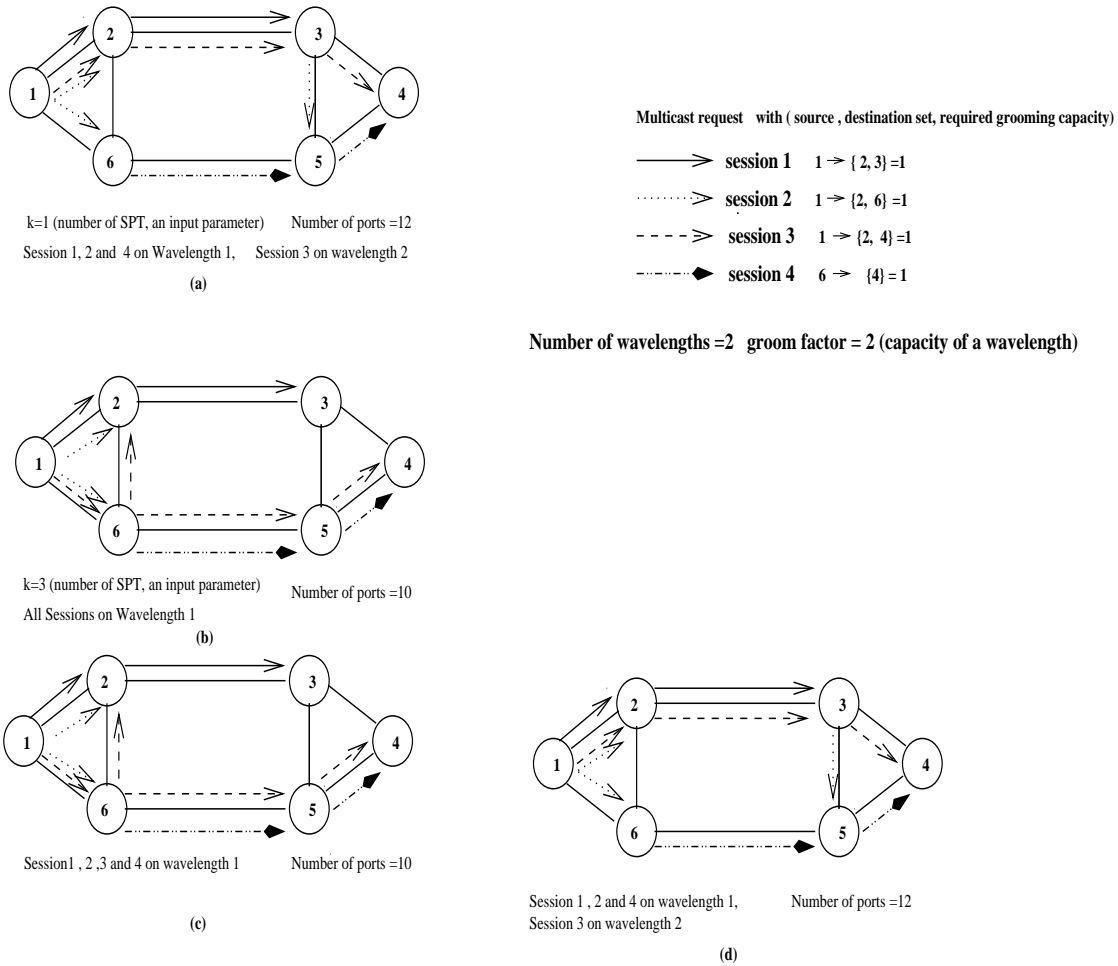 2
3
1
4
6
5
k=1 (number of SPT, an input parameter) Number of ports =12
Session 1, 2 and 4 on Wavelength 1, Session 3 on wavelength 2
(a)
Multicast request with ( source , destination set, required grooming capacity)
session 1 1 → { 2, 3} =1
session 2 1 → {2, 6} =1
session 3 1 → {2, 4} =1
session 4 6 → {4} = 1
Number of wavelengths =2 groom factor = 2 (capacity of a wavelength)
2
3
1
4
6
5
k=3 (number of SPT, an input parameter) Number of ports =10
All Sessions on Wavelength 1
(b)
2
3
1
4
6
5
Session1 , 2 ,3 and 4 on wavelength 1 Number of ports =10
(c)
2
3
1
4
6
5
Session 1 , 2 and 4 on wavelength 1, Number of ports =12
Session 3 on wavelength 2
(d)